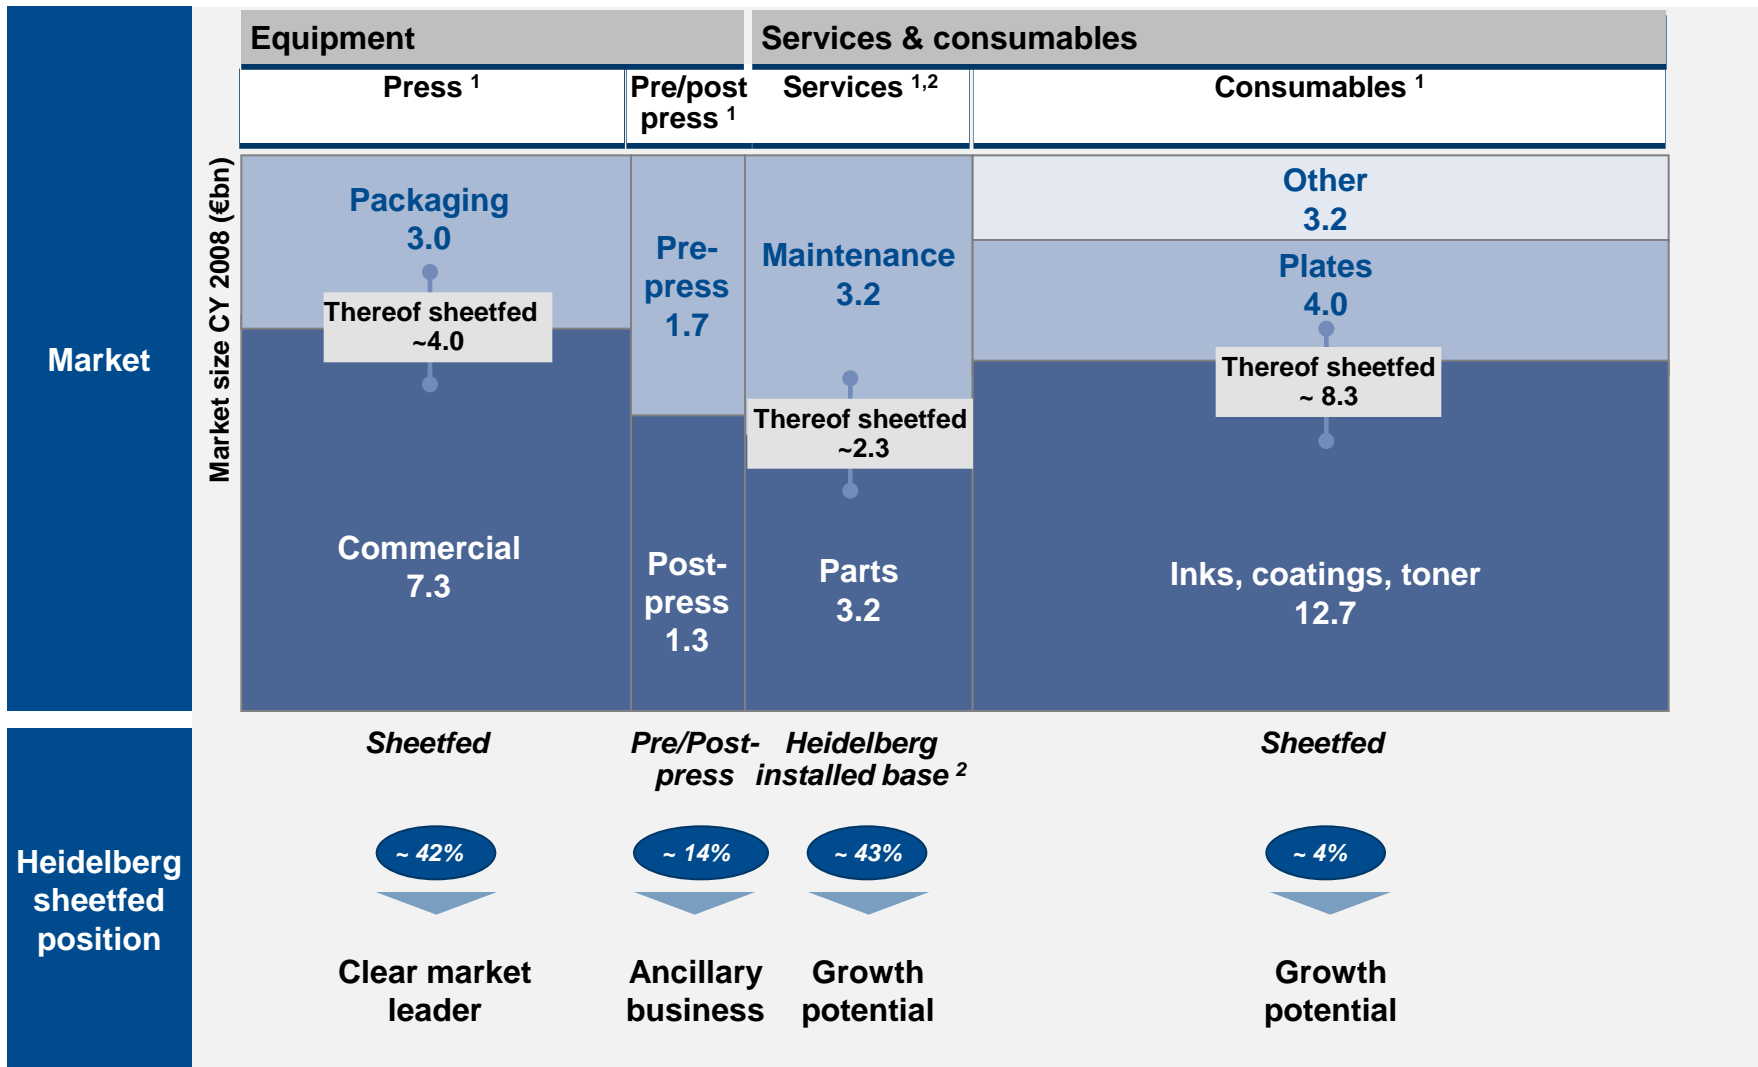 Equipment
Services & consumables
Press 1
Pre/post
press 1
Services 1,2
Consumables 1
Market
Market size CY 2008 (€bn)
Packaging
3.0
Thereof sheetfed
~4.0
Commercial
7.3
Pre-
press
1.7
Post-
press
1.3
Maintenance
3.2
Thereof sheetfed
~2.3
Parts
3.2
Other
3.2
Plates
4.0
Thereof sheetfed
~ 8.3
Inks, coatings, toner
12.7
Heidelberg
sheetfed
position
Sheetfed
~ 42%
Clear market
leader
Pre/Post-
press
~ 14%
Ancillary
business
Heidelberg
installed base 2
~ 43%
Growth
potential
Sheetfed
~ 4%
Growth
potential